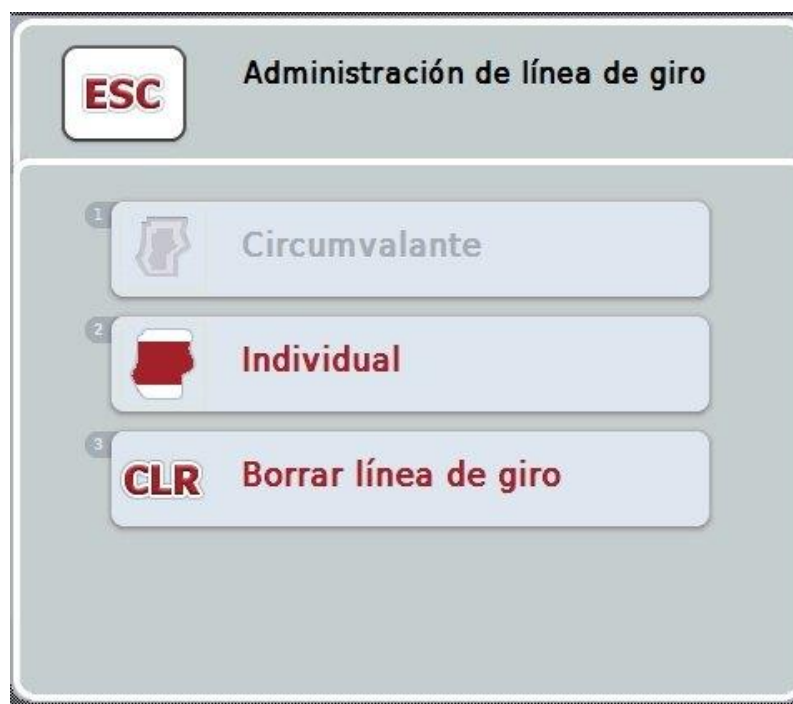 ESC
Administración de línea de giro
1
Circumvalante
2
Individual
3
CLR
Borrar línea de giro